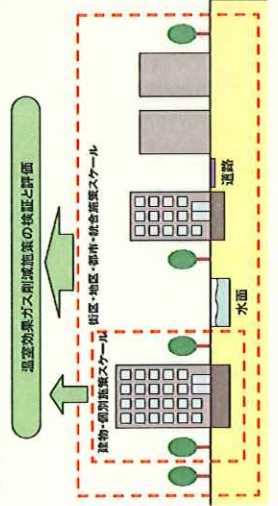 温室効果ガス削減施策の検証と評価
街区・地区・都市・統合施策スケール
建物・個別施策スケール
水面
道路